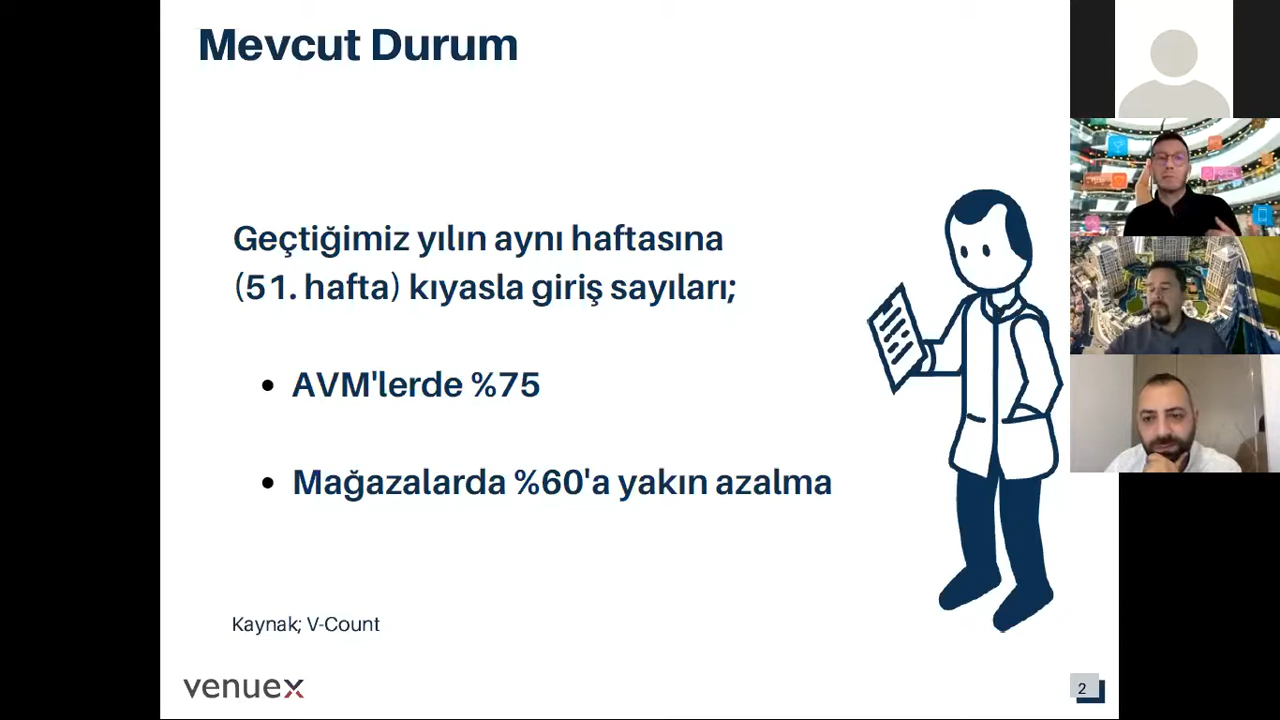 Mevcut Durum
Geçtiğimiz yılın aynı haftasına
(51. hafta) kıyasla giriş sayıları;
• AVM'lerde %75
• Mağazalarda %60'a yakın azalma
Kaynak; V-Count
venuex
2